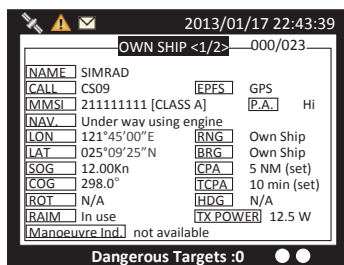 2013/01/17 22:43:39
OWN SHIP <1/2> 000/023
NAME SIMRAD
CALL CS09 EPFS GPS
MMSI 211111111 [CLASS A] P.A. Hi
NAV. Under way using engine
LON 121°45'00"E RNG Own Ship
LAT 025°09'25"N BRG Own Ship
SOG 12.00Kn CPA 5 NM (set)
COG 298.0° TCPA 10 min (set)
ROT N/A HDG N/A
RAIM In use TX POWER 12.5 W
Manoeuvre Ind. not available
Dangerous Targets :0